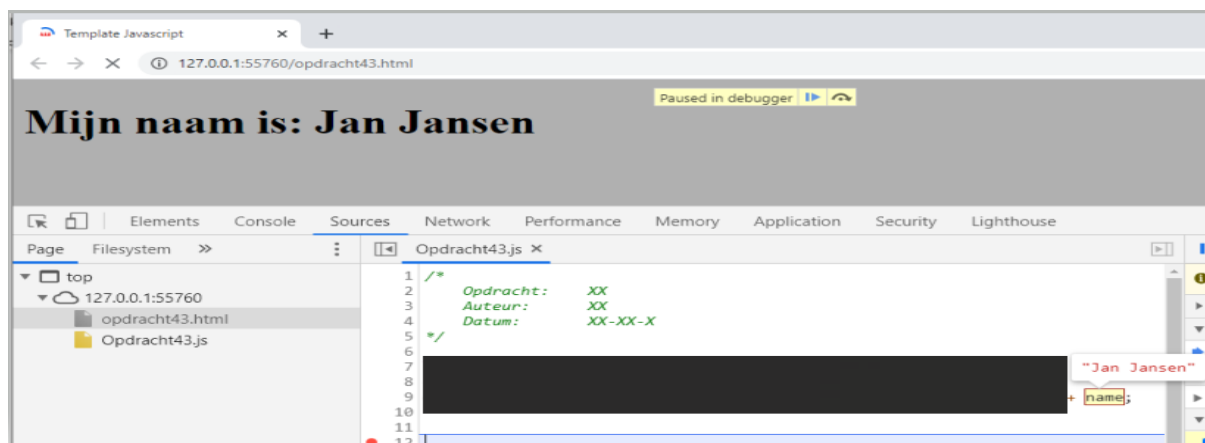 Template Javascript
127.0.0.1:55760/opdracht43.html
Paused in debugger
Mijn naam is: Jan Jansen
Elements Console Sources Network Performance Memory Application Security Lighthouse
Page Filesystem
Opdracht43.js
top
127.0.0.1:55760
opdracht43.html
Opdracht43.js
1 /*
2 Opdracht: XX
3 Auteur: XX
4 Datum: XX-XX-X
5 */
6
7
"Jan Jansen"
8
9 + name;
10
11
12